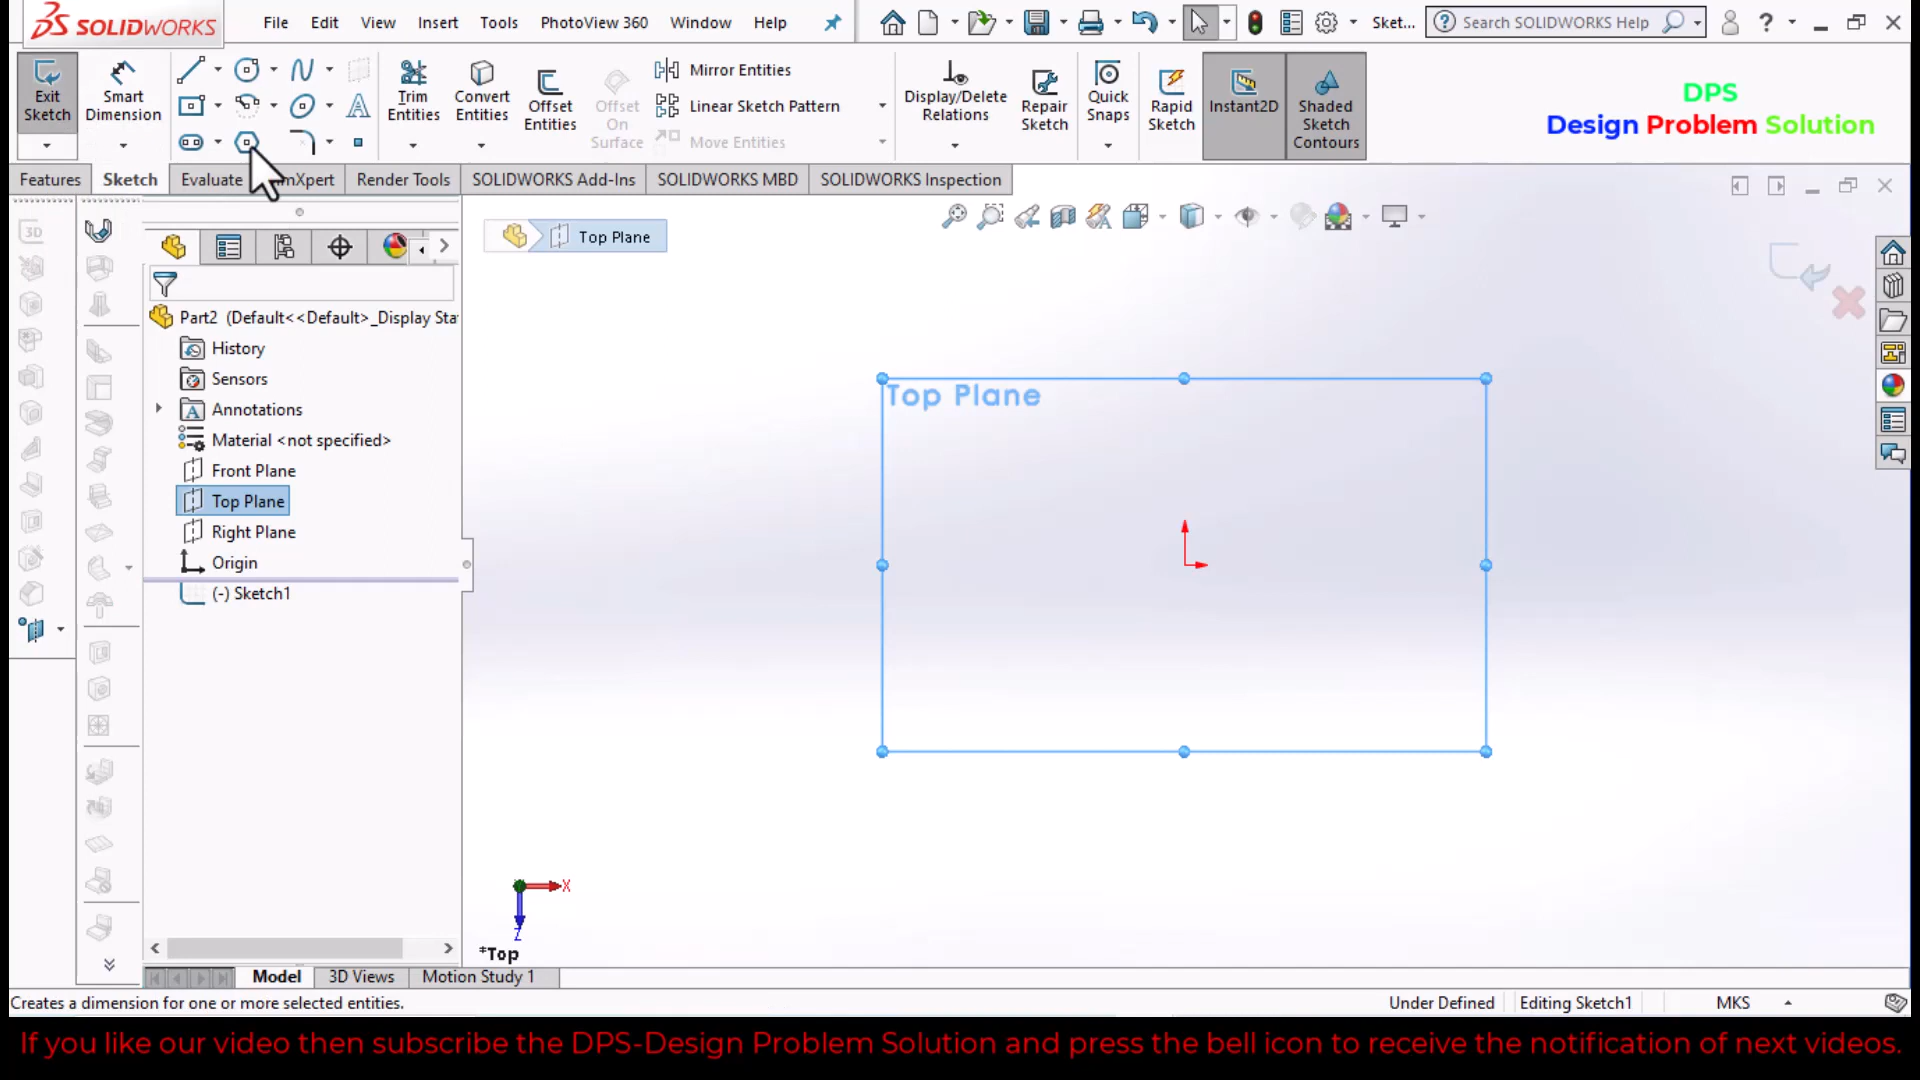 SOLIDWORKS
File Edit View Insert Tools PhotoView 360 Window Help
Sket...
Search SOLIDWORKS Help
Exit Sketch
Smart Dimension
Trim Entities
Convert Entities
Offset Entities
Offset On Surface
Mirror Entities
Linear Sketch Pattern
Move Entities
Display/Delete Relations
Repair Sketch
Quick Snaps
Rapid Sketch
Instant2D
Shaded Sketch Contours
DPS
Design Problem Solution
Features Sketch Evaluate mXpert Render Tools SOLIDWORKS Add-Ins SOLIDWORKS MBD SOLIDWORKS Inspection
3D
Top Plane
Part2 (Default<<Default>_Display Sta
History
Sensors
Annotations
Material <not specified>
Front Plane
Top Plane
Right Plane
Origin
(-) Sketch1
Top Plane
X
Z
*Top
Model 3D Views Motion Study 1
Creates a dimension for one or more selected entities.
Under Defined Editing Sketch1 MKS
If you like our video then subscribe the DPS-Design Problem Solution and press the bell icon to receive the notification of next videos.